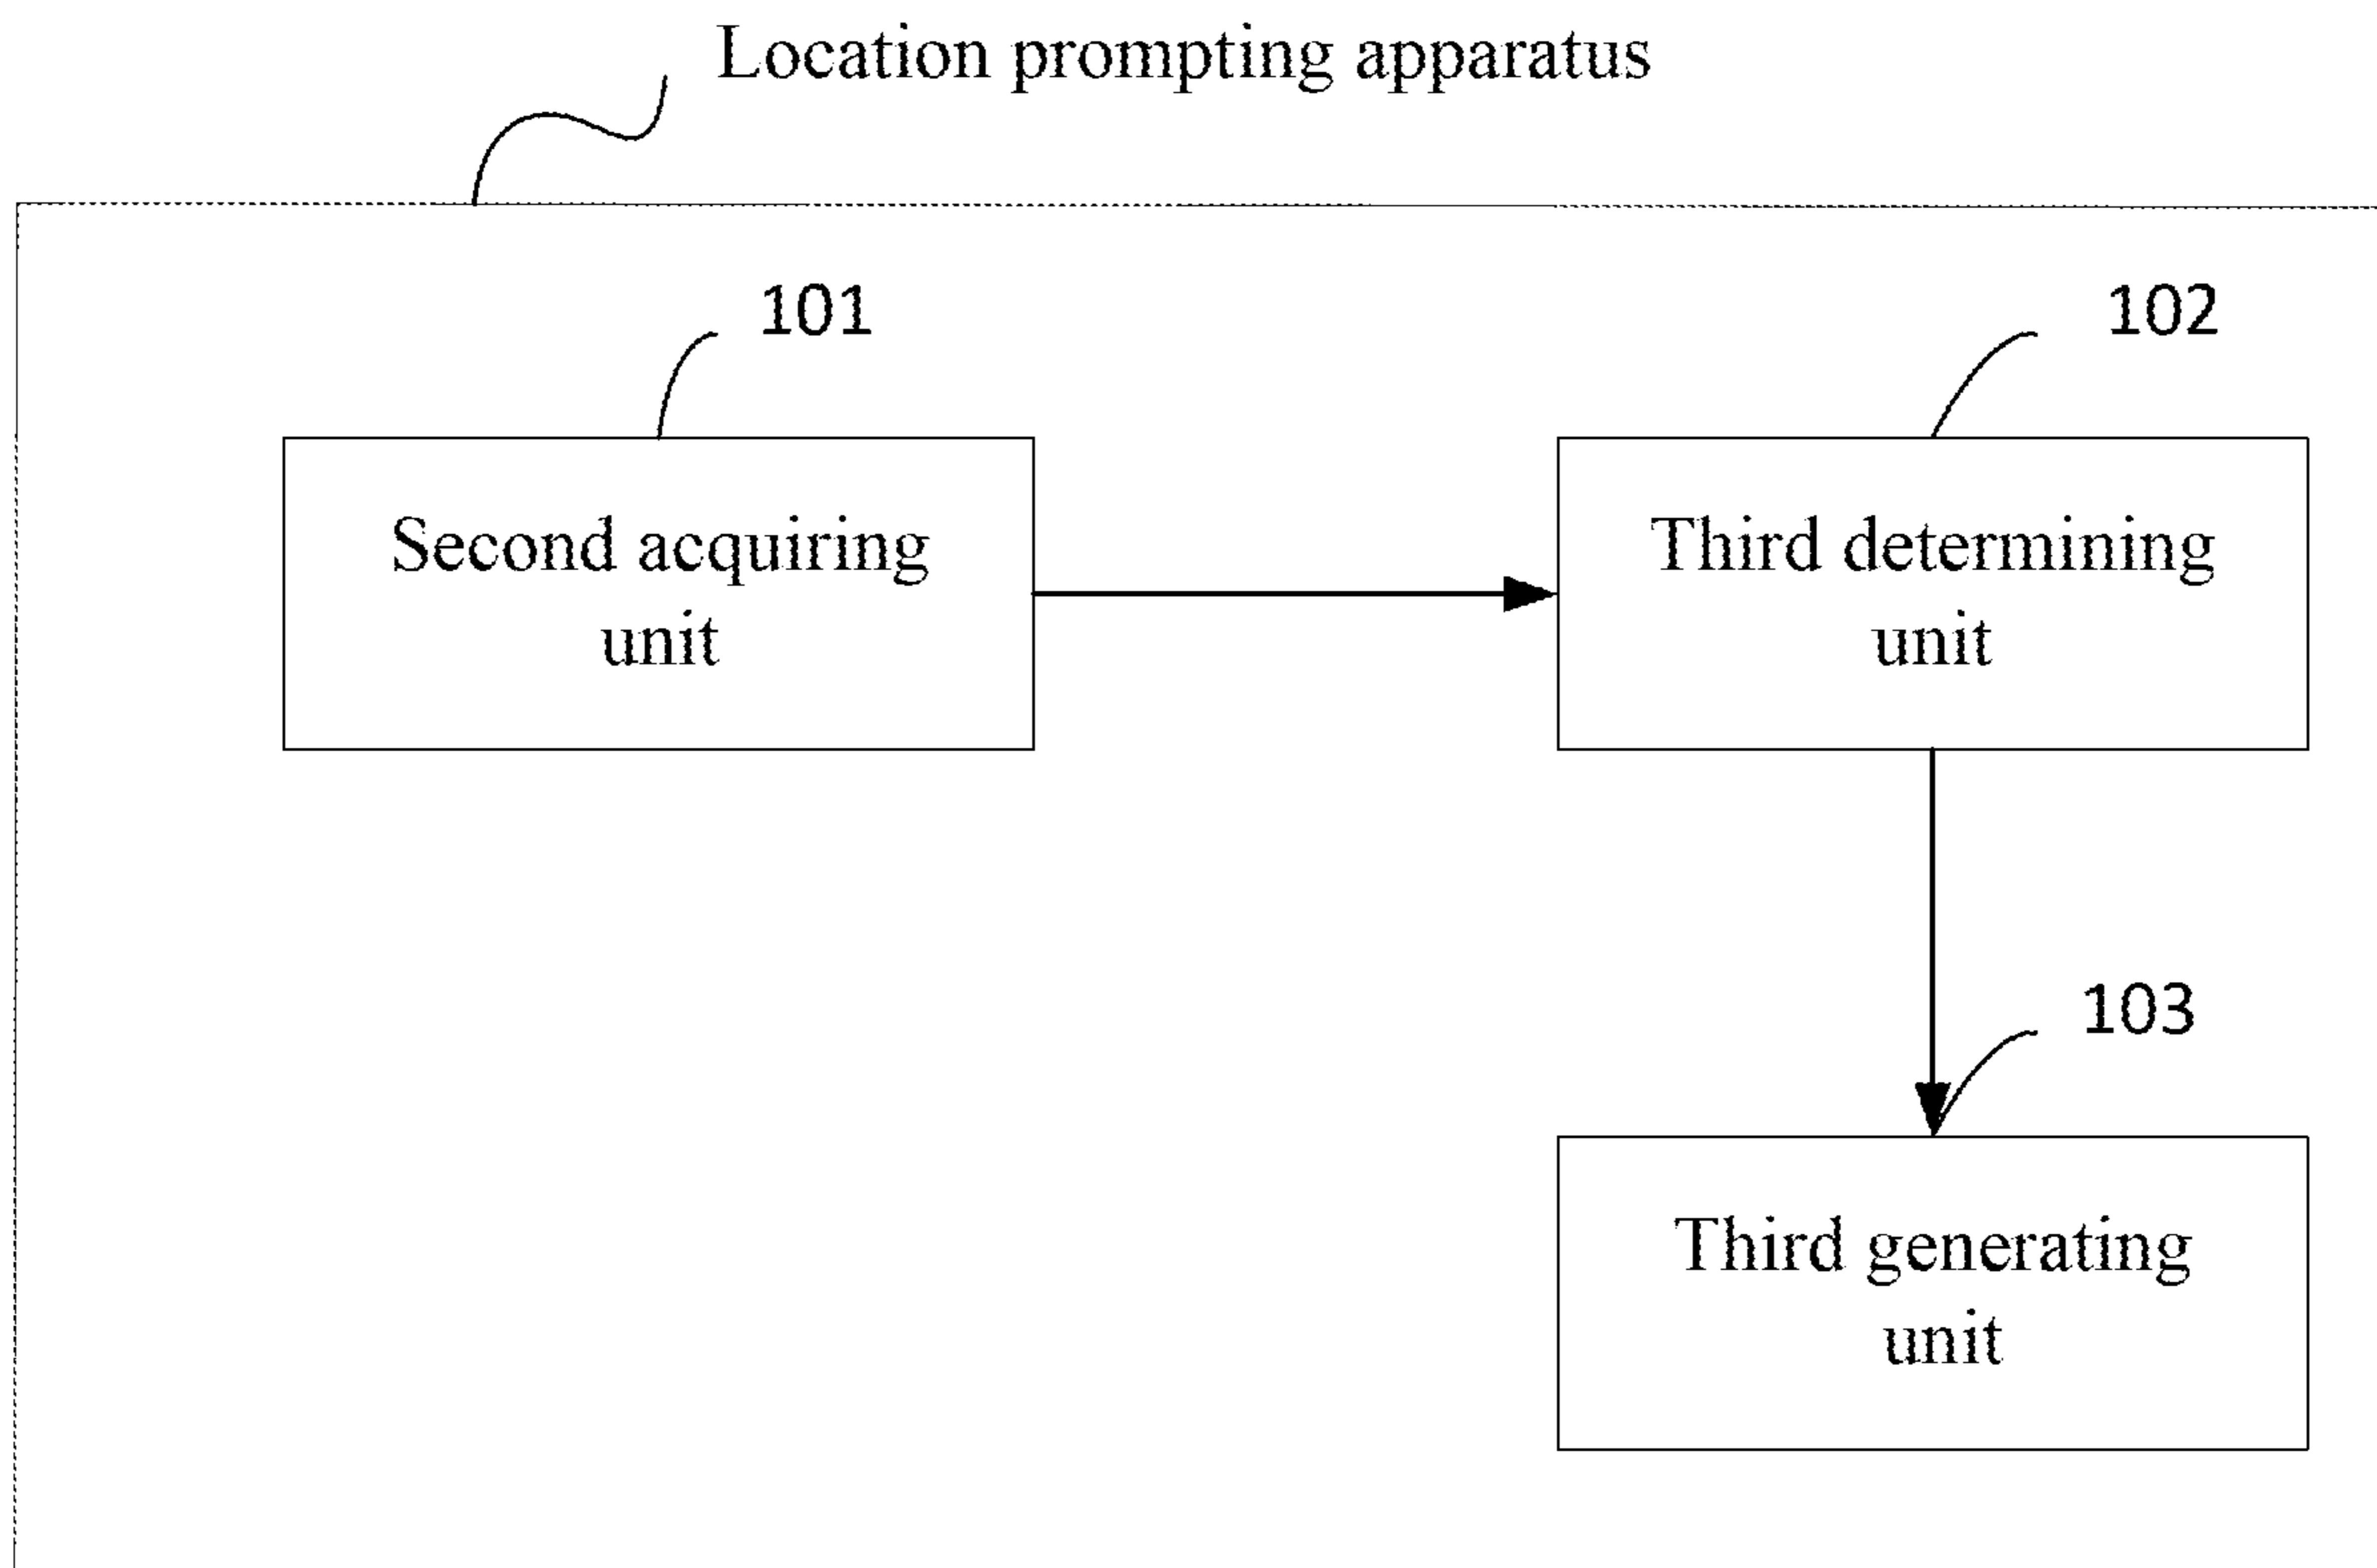 Location prompting apparatus
101
102
Second acquiring
unit
Third determining
unit
103
Third generating
unit